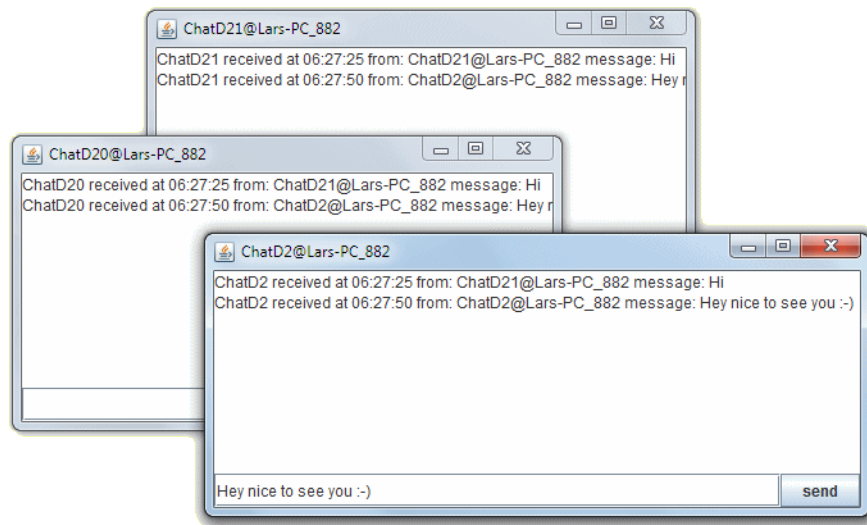 ChatD21@Lars-PC_882
ChatD21 received at 06:27:25 from: ChatD21@Lars-PC_882 message: Hi
ChatD21 received at 06:27:50 from: ChatD2@Lars-PC_882 message: Hey
ChatD20@Lars-PC_882
ChatD20 received at 06:27:25 from: ChatD21@Lars-PC_882 message: Hi
ChatD20 received at 06:27:50 from: ChatD2@Lars-PC_882 message: Hey
ChatD2@Lars-PC_882
ChatD2 received at 06:27:25 from: ChatD21@Lars-PC_882 message: Hi
ChatD2 received at 06:27:50 from: ChatD2@Lars-PC_882 message: Hey nice to see you :-)
Hey nice to see you :-)
send